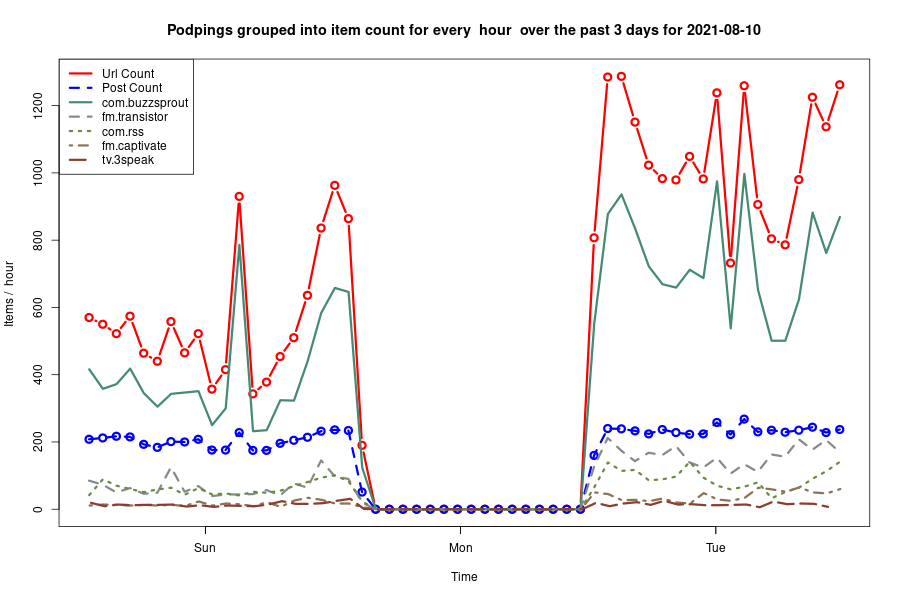 Podpings grouped into item count for every  hour  over the past 3 days for 2021-08-10
Url Count
Post Count
com.buzzsprout
fm.transistor
com.rss
fm.captivate
tv.3speak
Items /  hour
1200
1000
800
600
400
200
0
Sun
Mon
Tue
Time